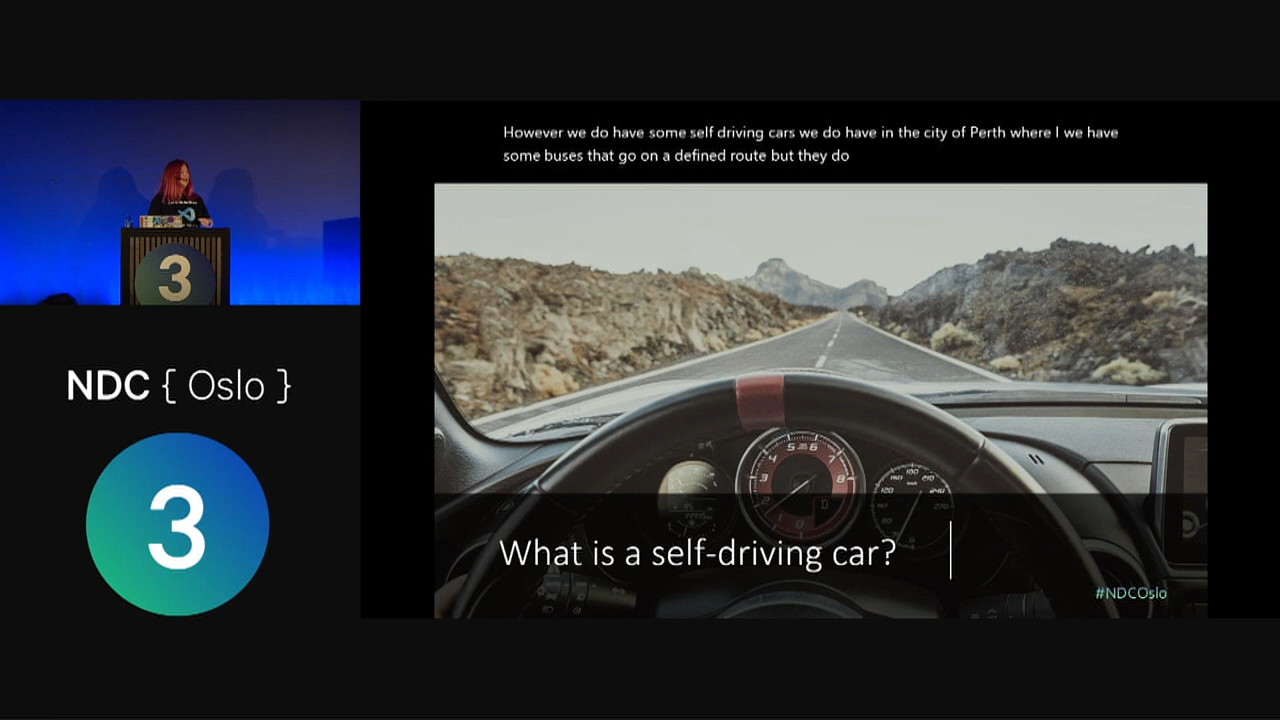 However we do have some self driving cars we do have in the city of Perth where I we have
some buses that go on a defined route but they do
3
NDC { Oslo }
3
What is a self-driving car?
#NDCOslo